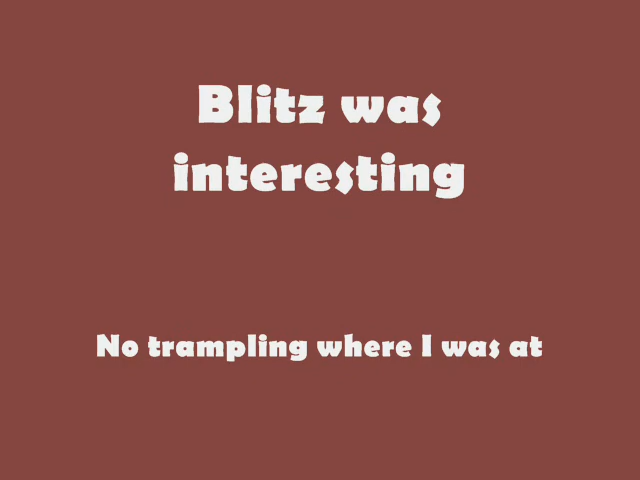 Blitz was
interesting
No trampling where I was at